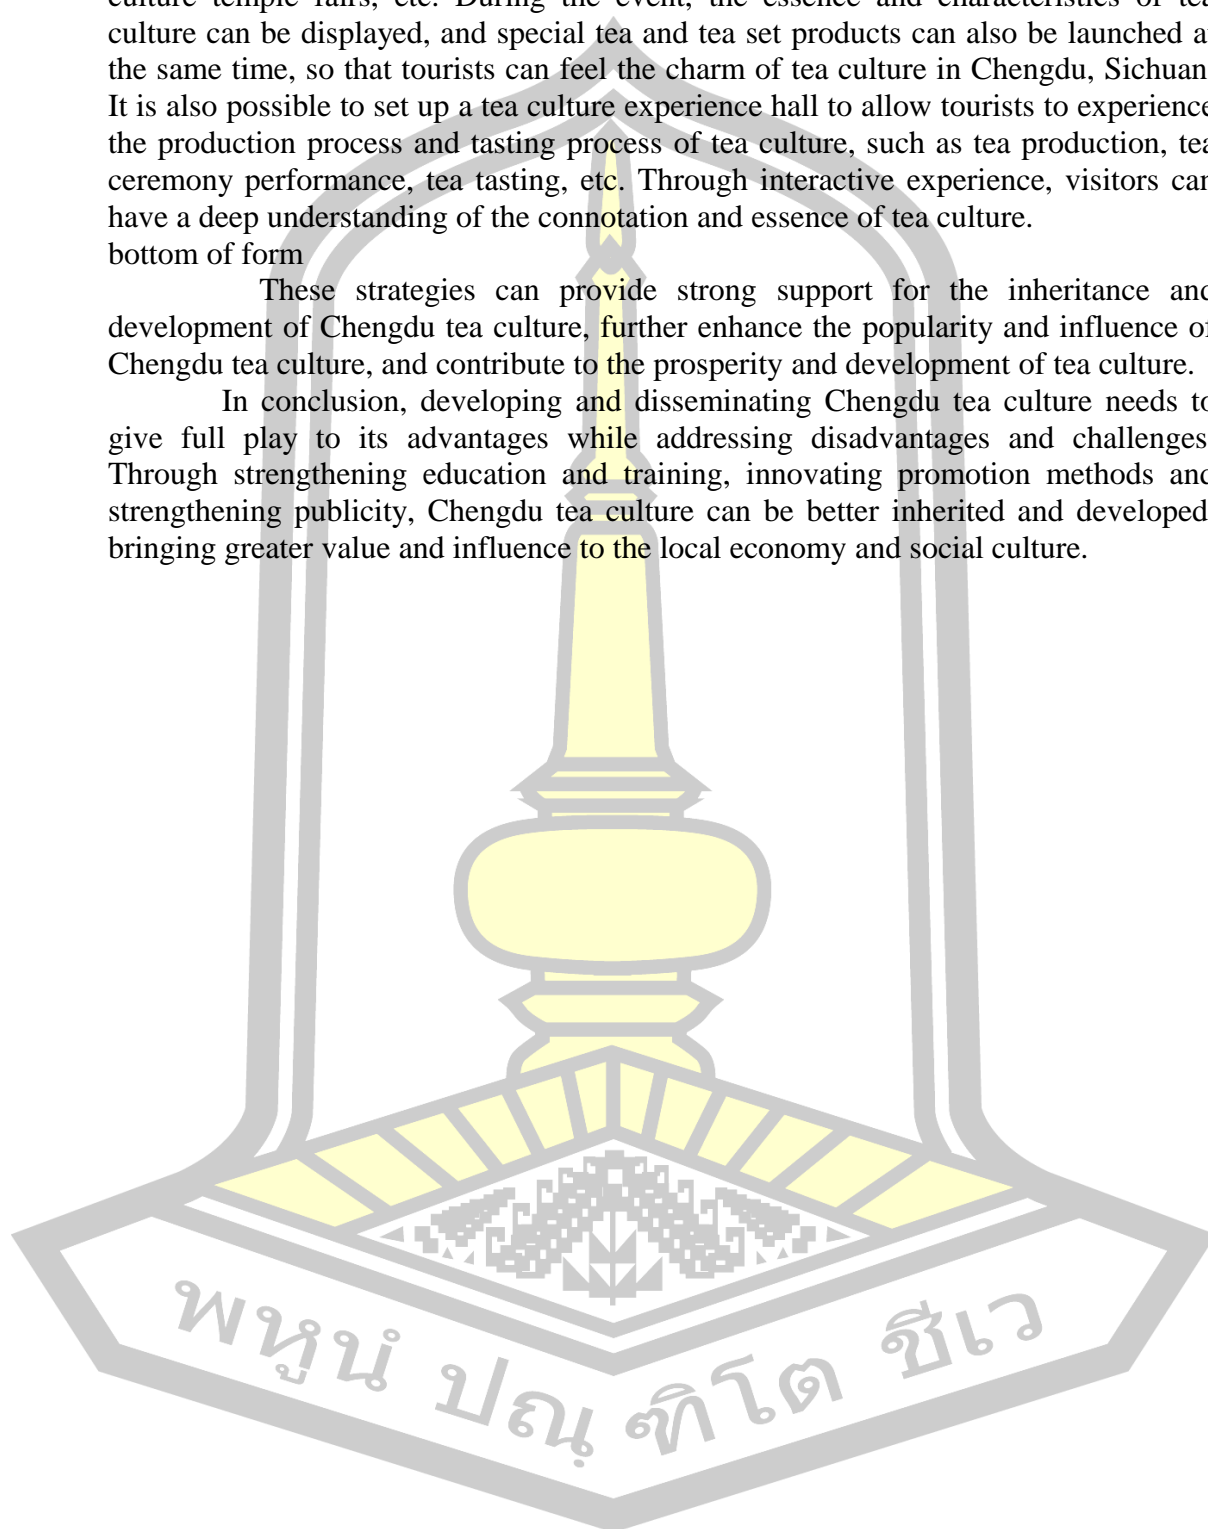 culture temple fairs, etc. During the event, the essence and characteristics of tea
culture can be displayed, and special tea and tea set products can also be launched at
the same time, so that tourists can feel the charm of tea culture in Chengdu, Sichuan
It is also possible to set up a tea culture experience hall to allow tourists to experience
the production process and tasting process of tea culture, such as tea production, tea
ceremony performance, tea tasting, etc. Through interactive experience, visitors can
have a deep understanding of the connotation and essence of tea culture.
bottom of form
These strategies can provide strong support for the inheritance and
development of Chengdu tea culture, further enhance the popularity and influence of
Chengdu tea culture, and contribute to the prosperity and development of tea culture.
In conclusion, developing and disseminating Chengdu tea culture needs to
give full play to its advantages while addressing disadvantages and challenges
Through strengthening education and training, innovating promotion methods and
strengthening publicity, Chengdu tea culture can be better inherited and developed
bringing greater value and influence to the local economy and social culture.
พหูนํ ปณฺฑิโต ชีเว